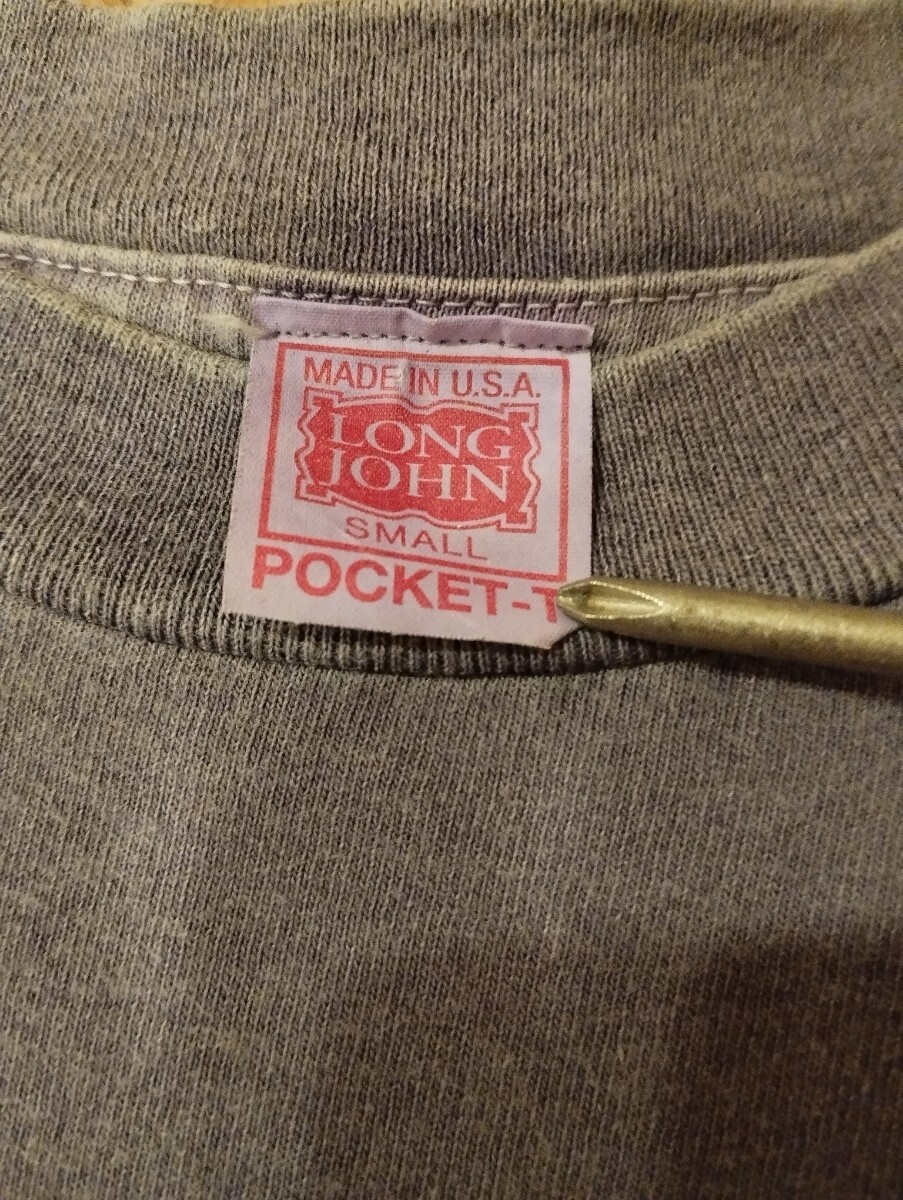 MADE IN U.S.A.
LONG
JOHN
SMALL
POCKET-T